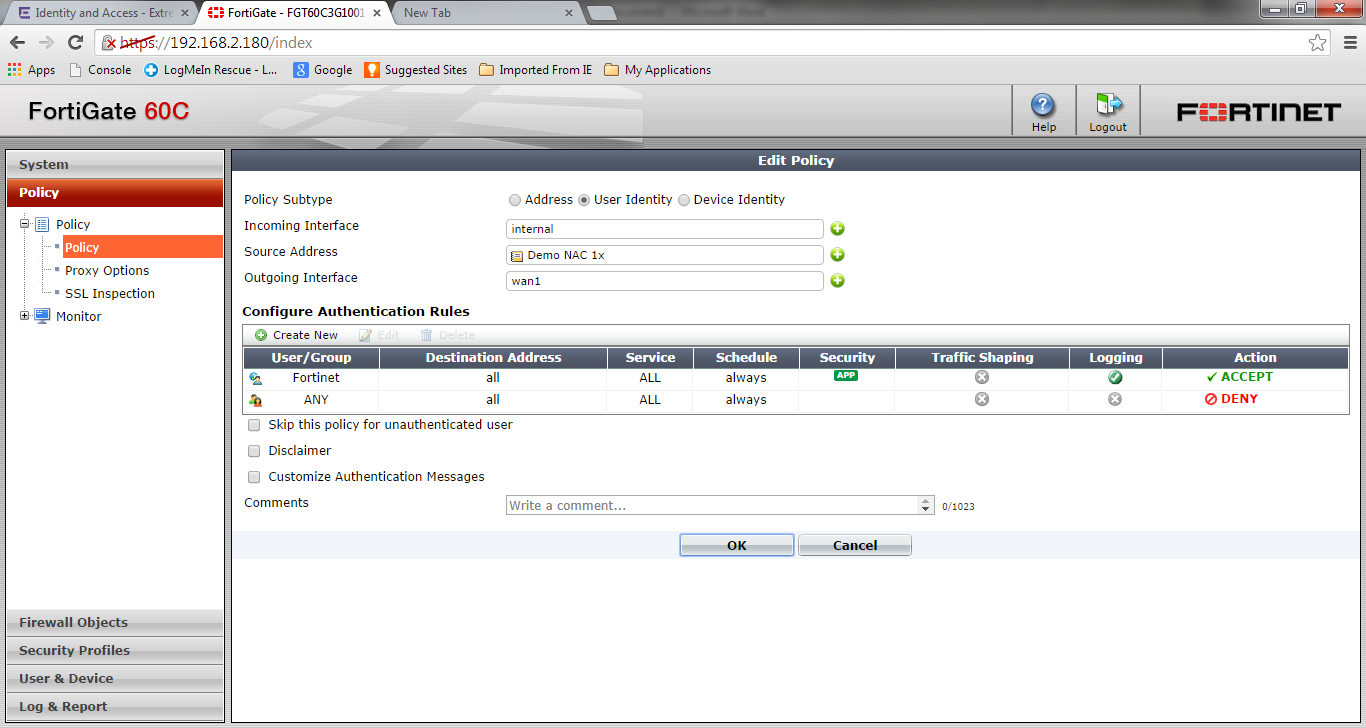 Identity and Access - Extre
FortiGate - FGT60C3G1001
New Tab
https://192.168.2.180/index
Apps
Console
LogMeIn Rescue - L...
Google
Suggested Sites
Imported From IE
My Applications
FortiGate 60C
Help
Logout
FORTINET
System
Policy
Policy
Policy
Proxy Options
SSL Inspection
Monitor
Firewall Objects
Security Profiles
User & Device
Log & Report
Edit Policy
Policy Subtype Address User Identity Device Identity
Incoming Interface internal
Source Address Demo NAC 1x
Outgoing Interface wan1
Configure Authentication Rules
Create New Edit Delete
User/Group Destination Address Service Schedule Security Traffic Shaping Logging Action
Fortinet all ALL always APP ACCEPT
ANY all ALL always DENY
Skip this policy for unauthenticated user
Disclaimer
Customize Authentication Messages
Comments Write a comment... 0/1023
OK Cancel